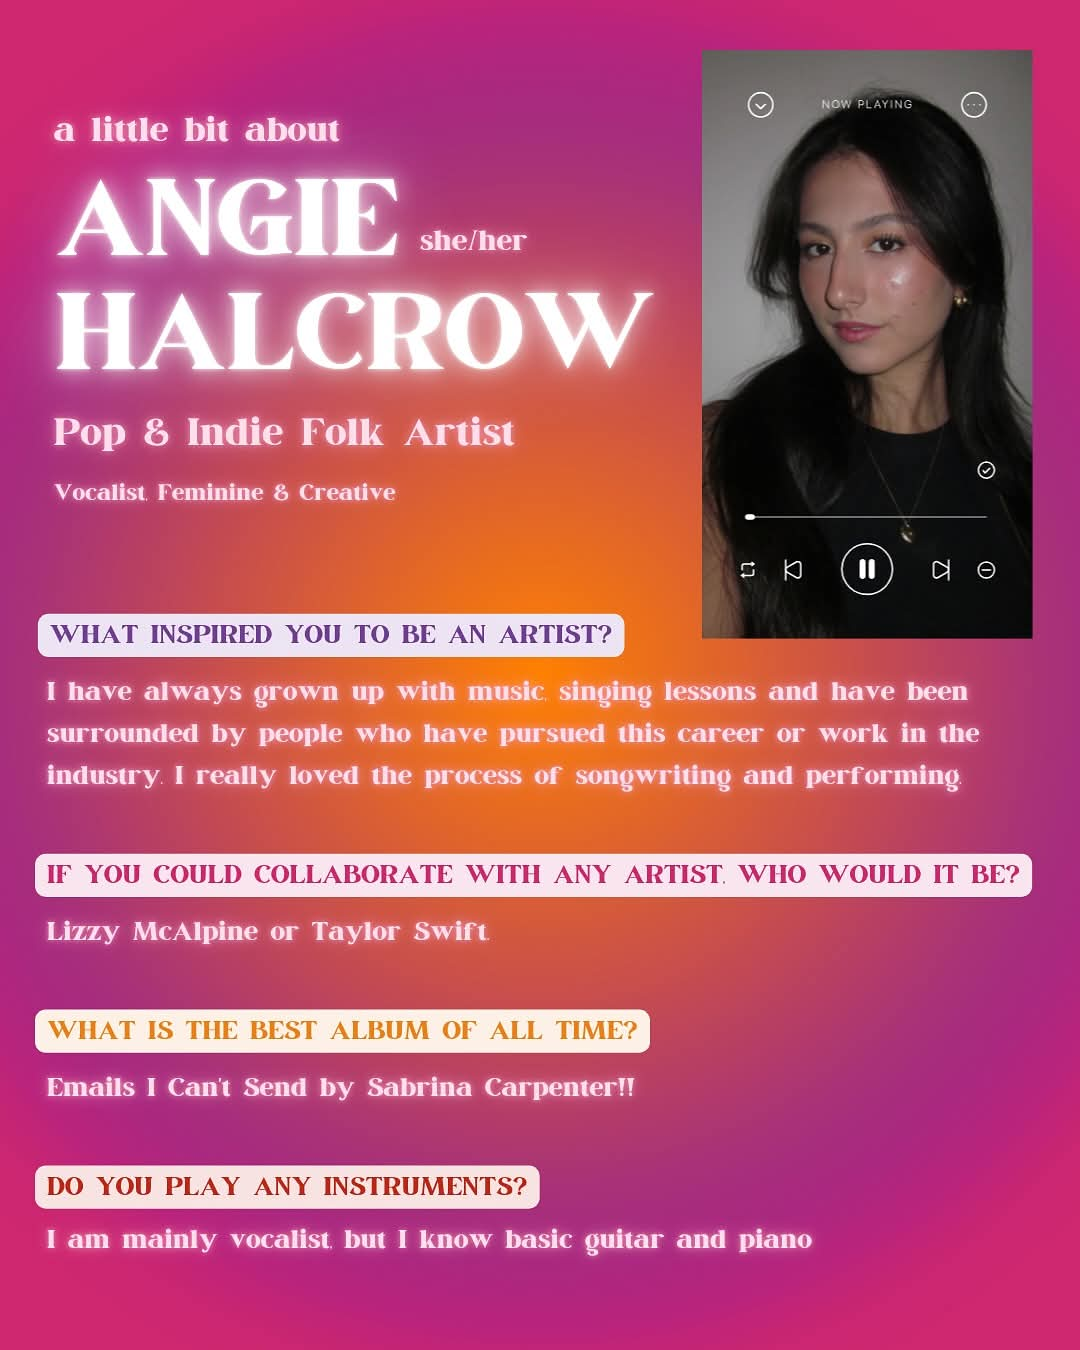 a little bit about
ANGIE she/her
HALCROW
Pop & Indie Folk Artist
Vocalist, Feminine & Creative
NOW PLAYING
WHAT INSPIRED YOU TO BE AN ARTIST?
I have always grown up with music, singing lessons and have been
surrounded by people who have pursued this career or work in the
industry. I really loved the process of songwriting and performing.
IF YOU COULD COLLABORATE WITH ANY ARTIST, WHO WOULD IT BE?
Lizzy McAlpine or Taylor Swift.
WHAT IS THE BEST ALBUM OF ALL TIME?
Emails I Can't Send by Sabrina Carpenter!!
DO YOU PLAY ANY INSTRUMENTS?
I am mainly vocalist, but I know basic guitar and piano